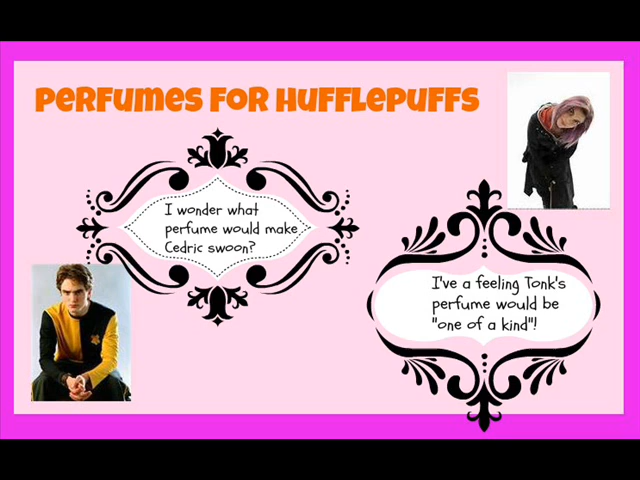 Perfumes for Hufflepuffs
I wonder what
perfume would make
Cedric swoon?
I've a feeling Tonk's
perfume would be
"one of a kind"!